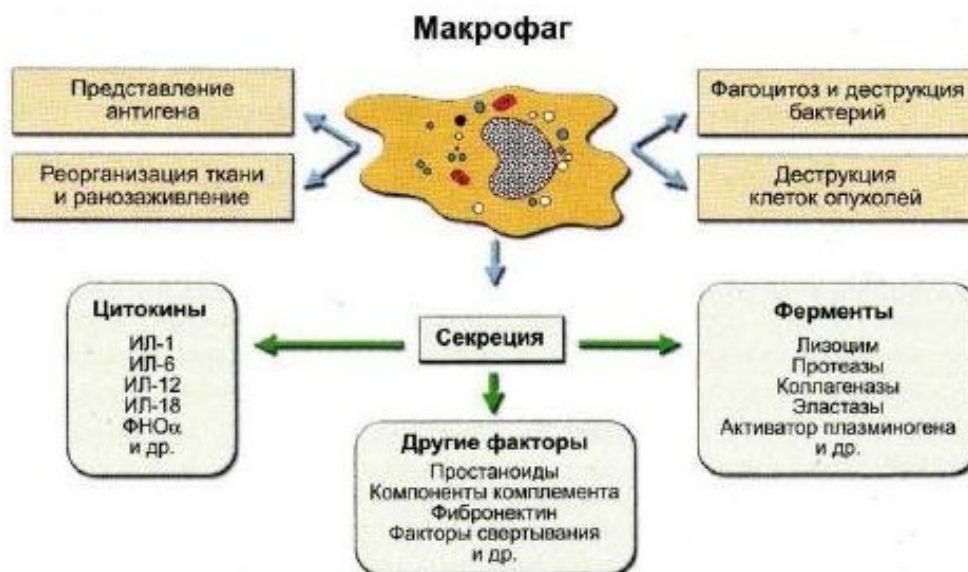 Макрофаг
Представление
антигена
Реорганизация ткани
и ранозаживление
Фагоцитоз и деструкция
бактерий
Деструкция
клеток опухолей
Цитокины
ИЛ-1
ИЛ-6
ИЛ-12
ИЛ-18
ФНОα
и др.
Секреция
Другие факторы
Простаноиды
Компоненты комплемента
Фибронектин
Факторы свертывания
и др.
Ферменты
Лизоцим
Протеазы
Коллагеназы
Эластазы
Активатор плазминогена
и др.